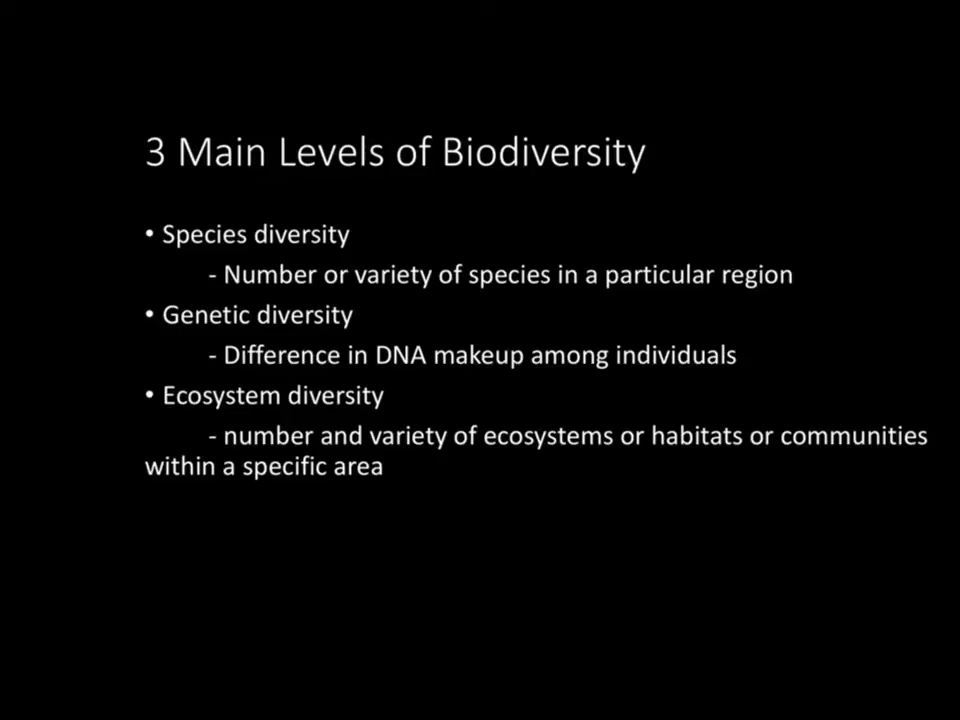 3 Main Levels of Biodiversity
• Species diversity
- Number or variety of species in a particular region
• Genetic diversity
- Difference in DNA makeup among individuals
• Ecosystem diversity
- number and variety of ecosystems or habitats or communities
within a specific area